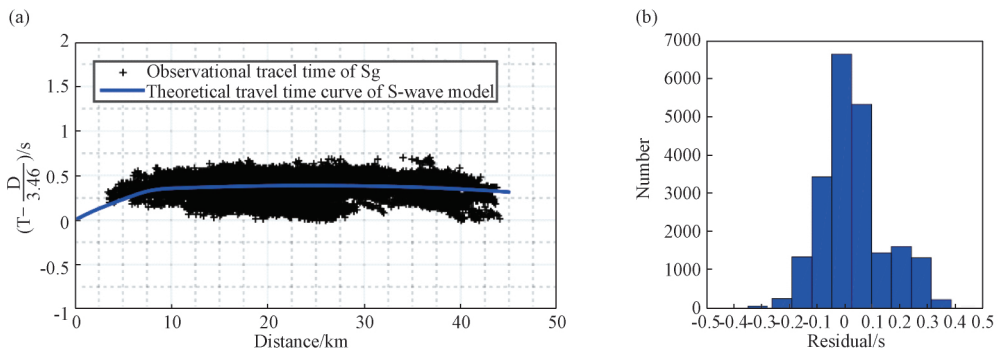 (a)
2
1.5
1
0.5
0
-0.5
-1
(T− D/3.46)/s
Observational tracel time of Sg
Theoretical travel time curve of S-wave model
0 10 20 30 40 50
Distance/km
(b)
7000
6000
5000
4000
3000
2000
1000
0
Number
-0.5 -0.4 -0.3 -0.2 -0.1 0 0.1 0.2 0.3 0.4 0.5
Residual/s